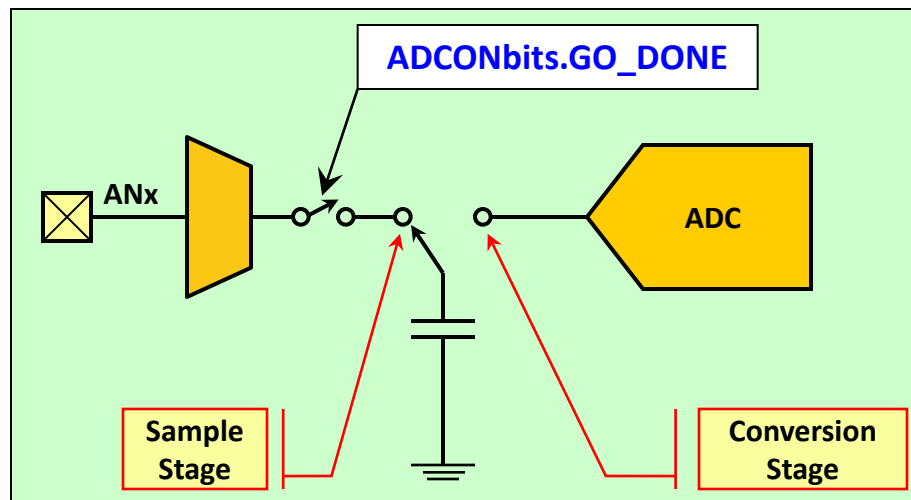 ADCONbits.GO_DONE
ANx
ADC
Sample
Stage
Conversion
Stage